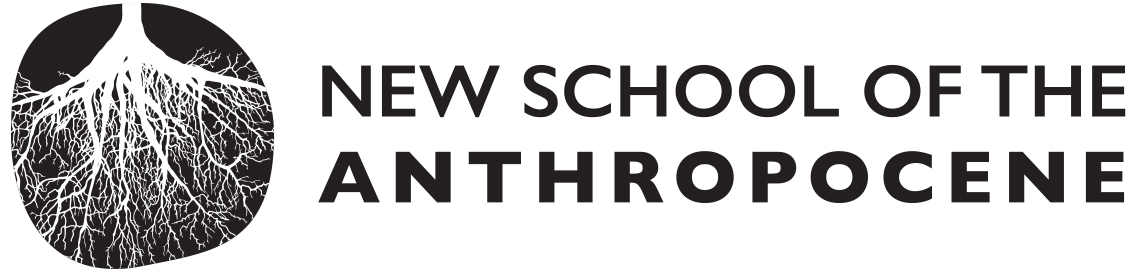 NEW SCHOOL OF THE
ANTHROPOCENE